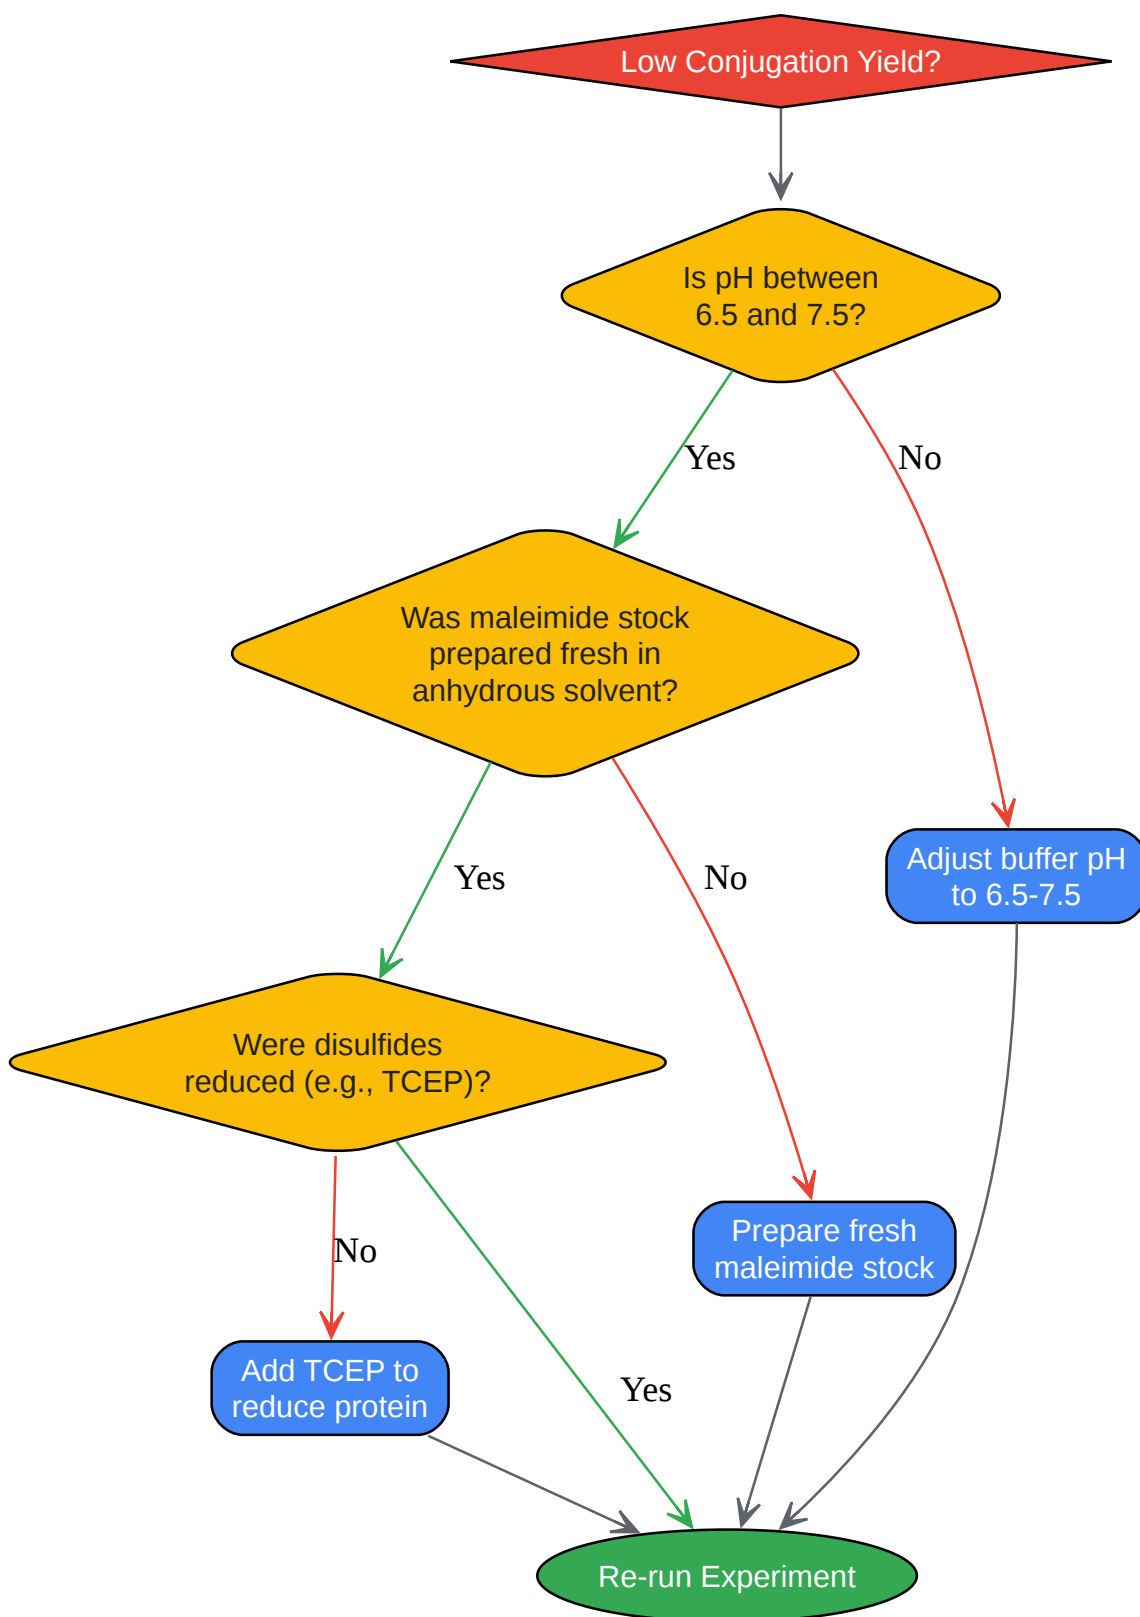 Low Conjugation Yield?
Is pH between
6.5 and 7.5?
Yes
No
Was maleimide stock
prepared fresh in
anhydrous solvent?
Adjust buffer pH
to 6.5-7.5
Yes
No
Were disulfides
reduced (e.g., TCEP)?
Prepare fresh
maleimide stock
No
Add TCEP to
reduce protein
Yes
Re-run Experiment